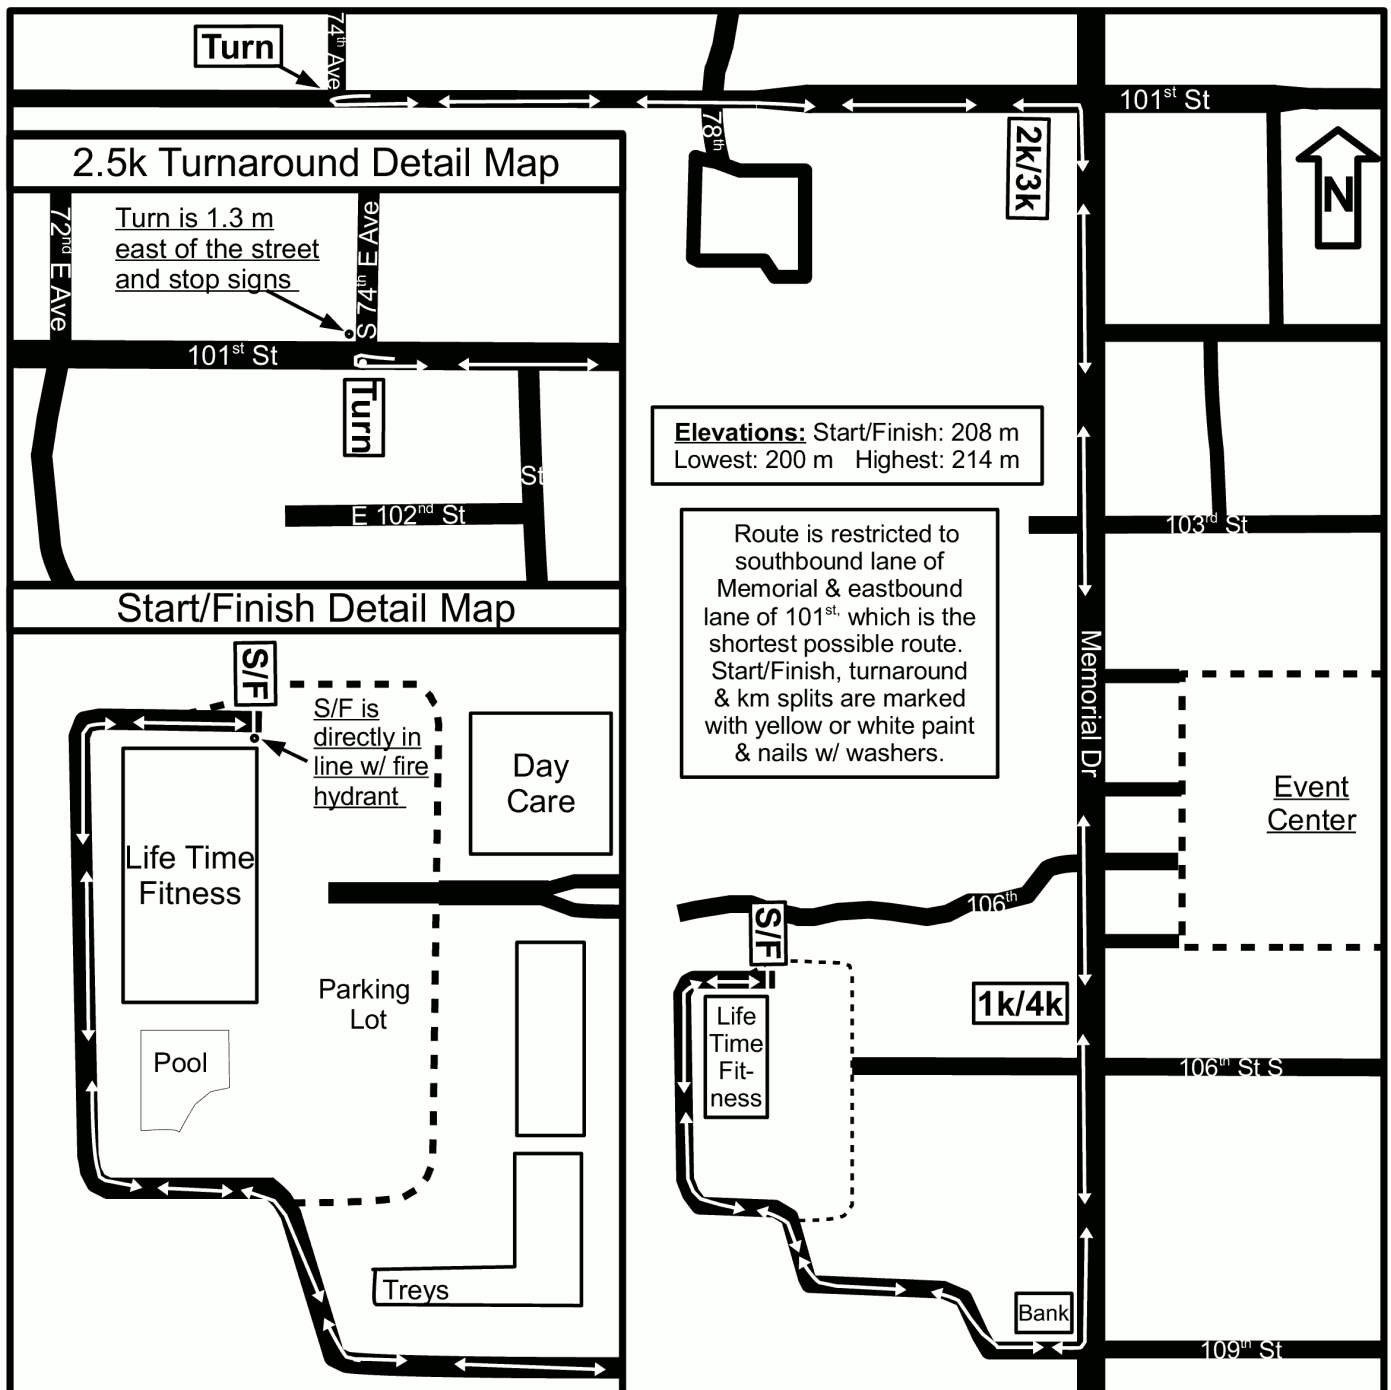 Turn
74th Ave
101st St
78th
2k/3k
N
2.5k Turnaround Detail Map
72nd E Ave
Turn is 1.3 m
east of the street
and stop signs
S 74th E Ave
101st St
Turn
St
E 102nd St
Elevations: Start/Finish: 208 m
Lowest: 200 m Highest: 214 m
103rd St
Route is restricted to
southbound lane of
Memorial & eastbound
lane of 101st, which is the
shortest possible route.
Start/Finish, turnaround
& km splits are marked
with yellow or white paint
& nails w/ washers.
Memorial Dr
Event
Center
Start/Finish Detail Map
S/F
S/F is
directly in
line w/ fire
hydrant
Day
Care
Life Time
Fitness
Parking
Lot
Pool
Treys
106th
S/F
1k/4k
Life
Time
Fit-
ness
106th St S
Bank
109th St